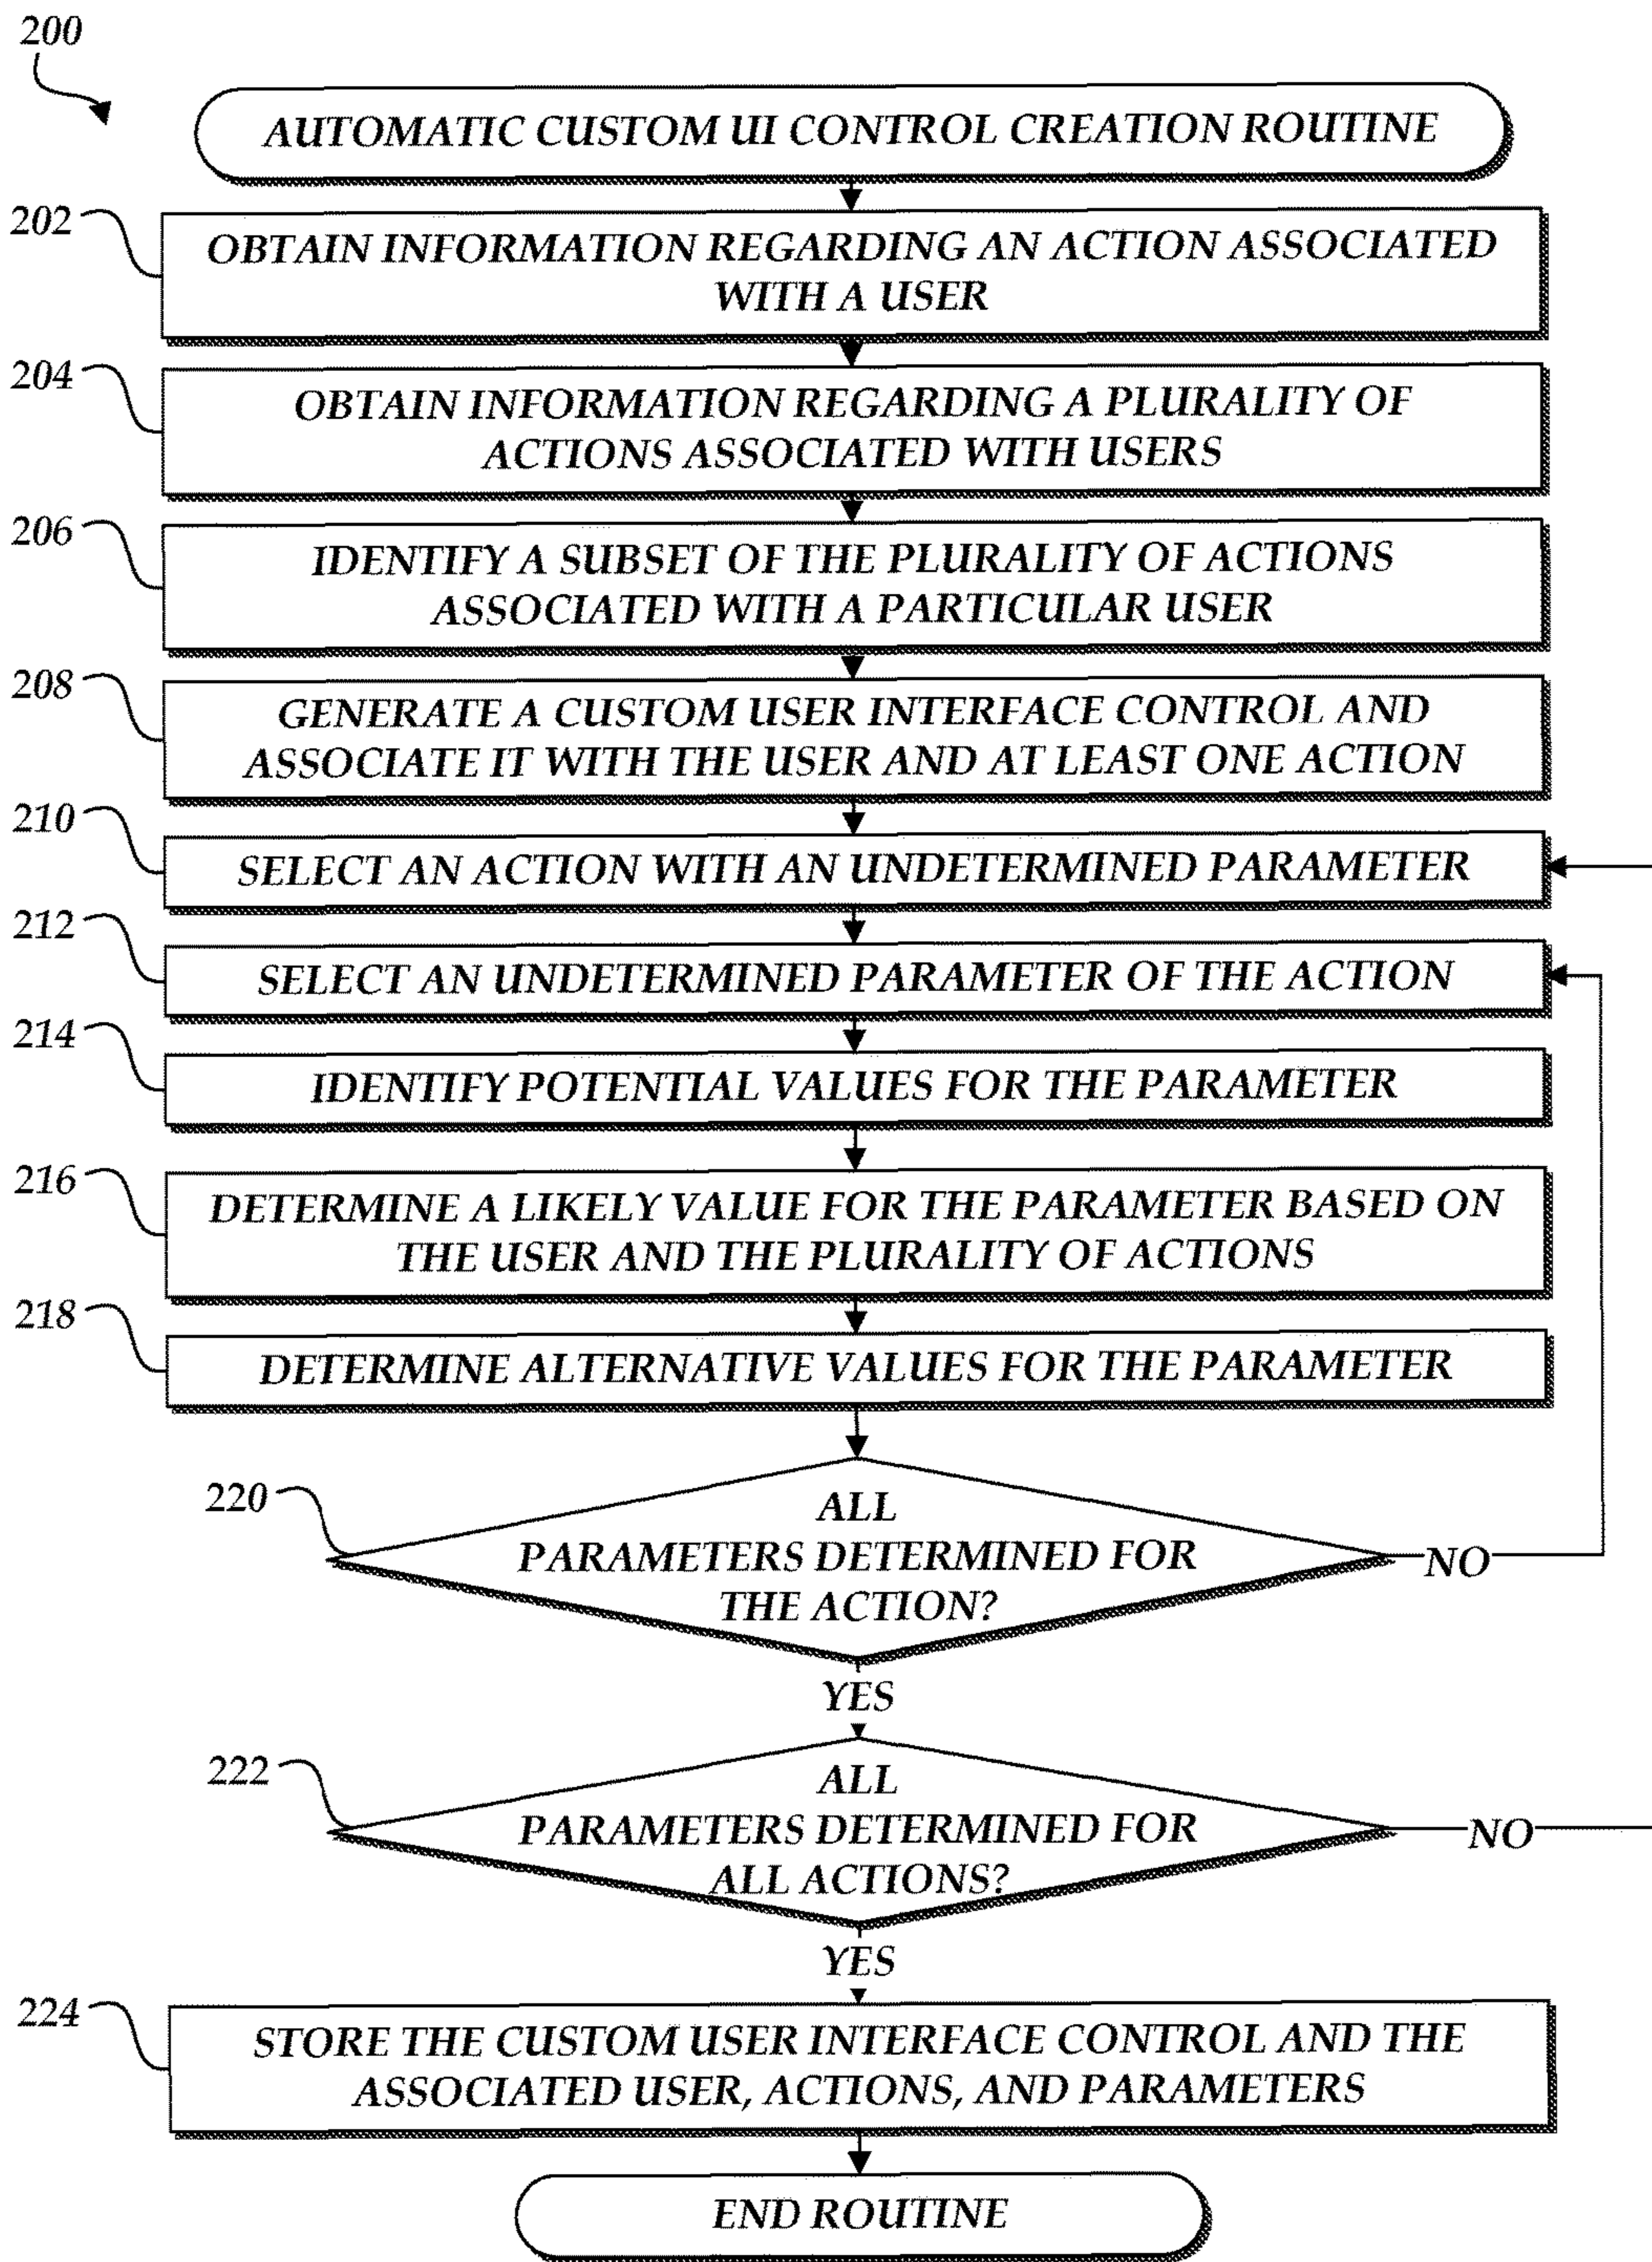 200
AUTOMATIC CUSTOM UI CONTROL CREATION ROUTINE
202
OBTAIN INFORMATION REGARDING AN ACTION ASSOCIATED
WITH A USER
204
OBTAIN INFORMATION REGARDING A PLURALITY OF
ACTIONS ASSOCIATED WITH USERS
206
IDENTIFY A SUBSET OF THE PLURALITY OF ACTIONS
ASSOCIATED WITH A PARTICULAR USER
208
GENERATE A CUSTOM USER INTERFACE CONTROL AND
ASSOCIATE IT WITH THE USER AND AT LEAST ONE ACTION
210
SELECT AN ACTION WITH AN UNDETERMINED PARAMETER
212
SELECT AN UNDETERMINED PARAMETER OF THE ACTION
214
IDENTIFY POTENTIAL VALUES FOR THE PARAMETER
216
DETERMINE A LIKELY VALUE FOR THE PARAMETER BASED ON
THE USER AND THE PLURALITY OF ACTIONS
218
DETERMINE ALTERNATIVE VALUES FOR THE PARAMETER
220
ALL
PARAMETERS DETERMINED FOR
THE ACTION?
NO
YES
222
ALL
PARAMETERS DETERMINED FOR
ALL ACTIONS?
NO
YES
224
STORE THE CUSTOM USER INTERFACE CONTROL AND THE
ASSOCIATED USER, ACTIONS, AND PARAMETERS
END ROUTINE